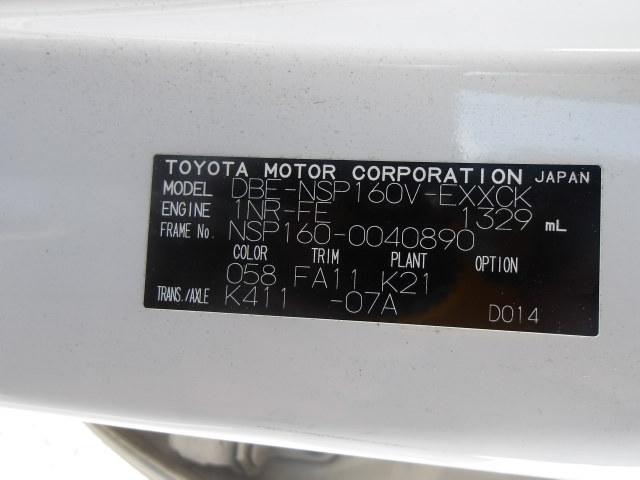 TOYOTA MOTOR CORPORATION JAPAN
MODEL DBE-NSP160V-EXXCK
ENGINE 1NR-FE 1329 mL
FRAME No. NSP160-0040890
COLOR TRIM PLANT OPTION
058 FA11 K21
TRANS./AXLE K411 -07A D014